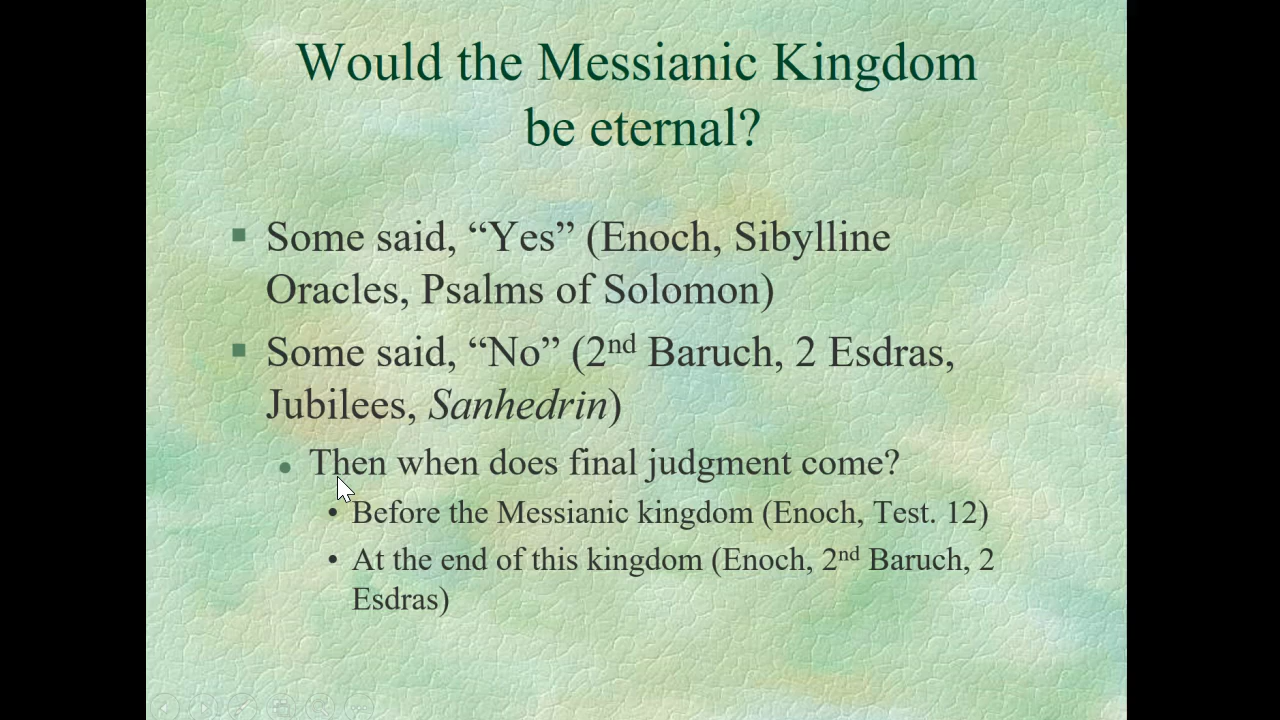 Would the Messianic Kingdom
be eternal?
Some said, “Yes” (Enoch, Sibylline
Oracles, Psalms of Solomon)
Some said, “No” (2nd Baruch, 2 Esdras,
Jubilees, Sanhedrin)
Then when does final judgment come?
• Before the Messianic kingdom (Enoch, Test. 12)
• At the end of this kingdom (Enoch, 2nd Baruch, 2
Esdras)